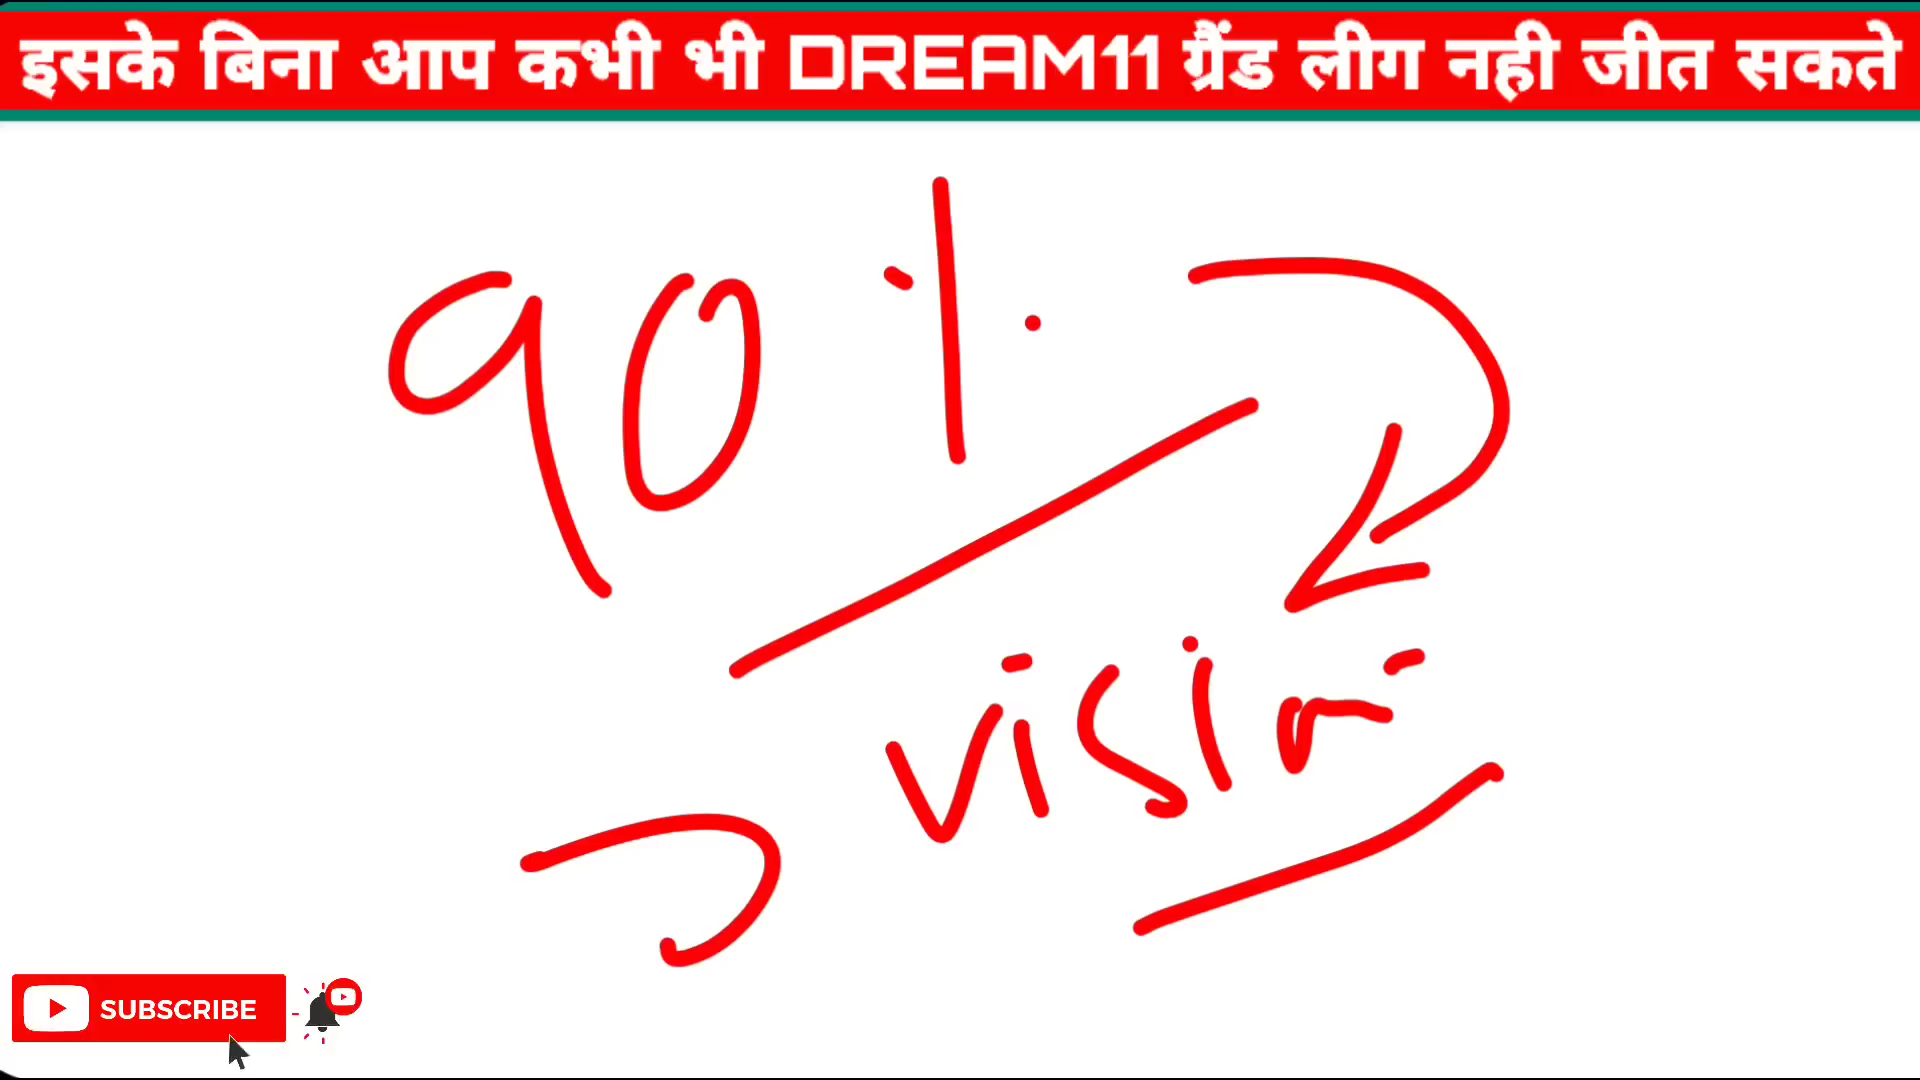 इसके बिना आप कभी भी DREAM11 ग्रैंड लीग नही जीत सकते
90%
vision
SUBSCRIBE